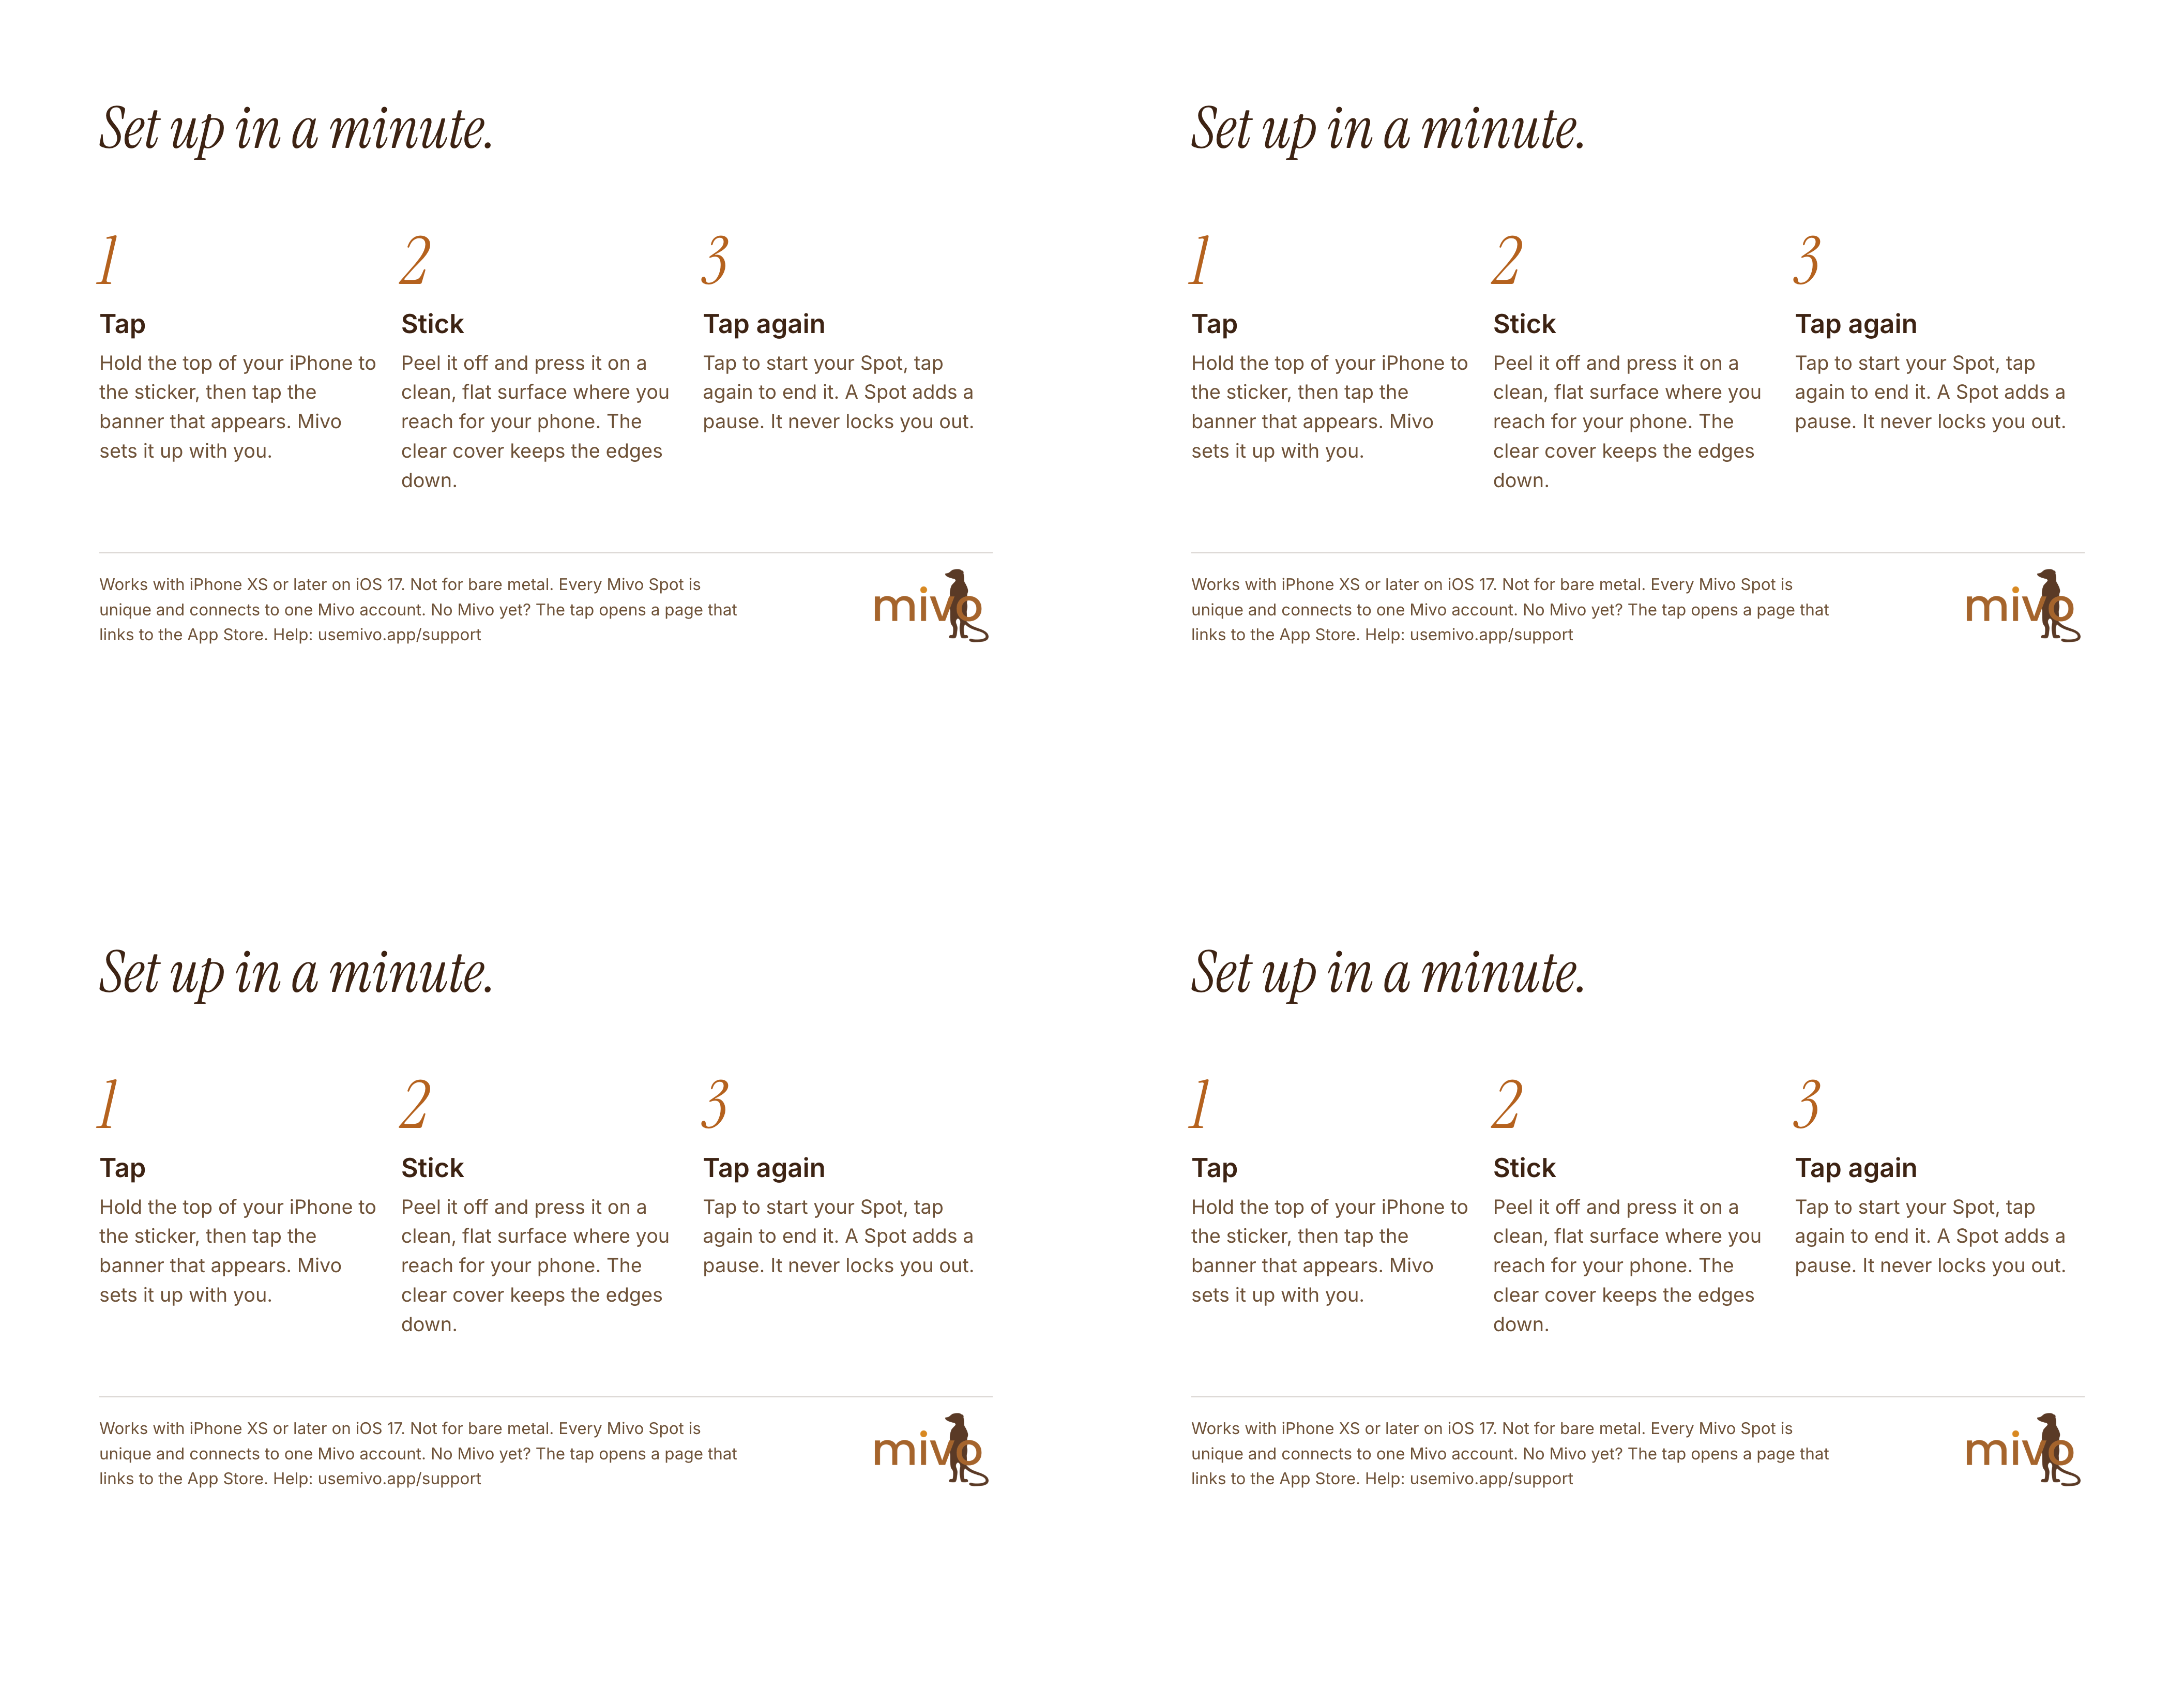 Set up in a minute.
1
Tap
Hold the top of your iPhone to
the sticker, then tap the
banner that appears. Mivo
sets it up with you.
2
Stick
Peel it off and press it on a
clean, flat surface where you
reach for your phone. The
clear cover keeps the edges
down.
3
Tap again
Tap to start your Spot, tap
again to end it. A Spot adds a
pause. It never locks you out.
Works with iPhone XS or later on iOS 17. Not for bare metal. Every Mivo Spot is
unique and connects to one Mivo account. No Mivo yet? The tap opens a page that
links to the App Store. Help: usemivo.app/support
mivo
Set up in a minute.
1
Tap
Hold the top of your iPhone to
the sticker, then tap the
banner that appears. Mivo
sets it up with you.
2
Stick
Peel it off and press it on a
clean, flat surface where you
reach for your phone. The
clear cover keeps the edges
down.
3
Tap again
Tap to start your Spot, tap
again to end it. A Spot adds a
pause. It never locks you out.
Works with iPhone XS or later on iOS 17. Not for bare metal. Every Mivo Spot is
unique and connects to one Mivo account. No Mivo yet? The tap opens a page that
links to the App Store. Help: usemivo.app/support
mivo
Set up in a minute.
1
Tap
Hold the top of your iPhone to
the sticker, then tap the
banner that appears. Mivo
sets it up with you.
2
Stick
Peel it off and press it on a
clean, flat surface where you
reach for your phone. The
clear cover keeps the edges
down.
3
Tap again
Tap to start your Spot, tap
again to end it. A Spot adds a
pause. It never locks you out.
Works with iPhone XS or later on iOS 17. Not for bare metal. Every Mivo Spot is
unique and connects to one Mivo account. No Mivo yet? The tap opens a page that
links to the App Store. Help: usemivo.app/support
mivo
Set up in a minute.
1
Tap
Hold the top of your iPhone to
the sticker, then tap the
banner that appears. Mivo
sets it up with you.
2
Stick
Peel it off and press it on a
clean, flat surface where you
reach for your phone. The
clear cover keeps the edges
down.
3
Tap again
Tap to start your Spot, tap
again to end it. A Spot adds a
pause. It never locks you out.
Works with iPhone XS or later on iOS 17. Not for bare metal. Every Mivo Spot is
unique and connects to one Mivo account. No Mivo yet? The tap opens a page that
links to the App Store. Help: usemivo.app/support
mivo